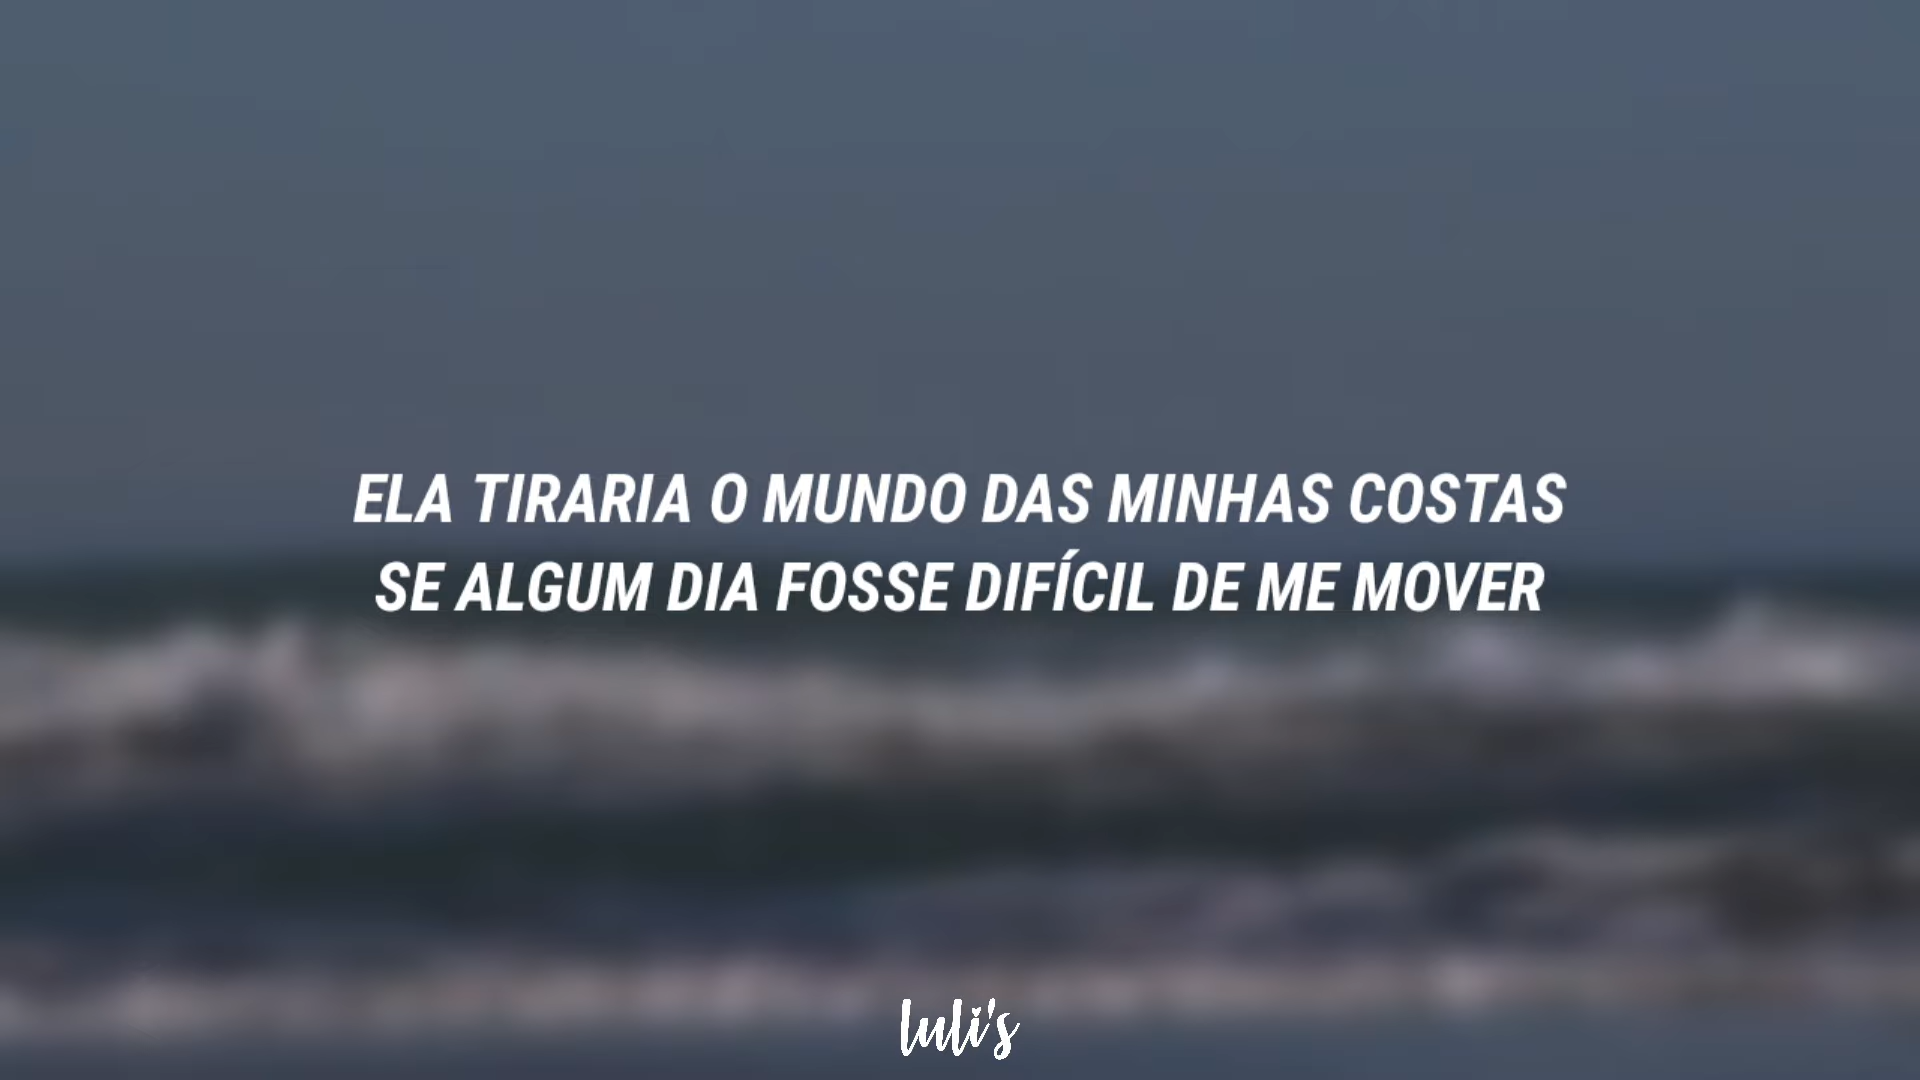 ELA TIRARIA O MUNDO DAS MINHAS COSTAS
SE ALGUM DIA FOSSE DIFÍCIL DE ME MOVER
luli's